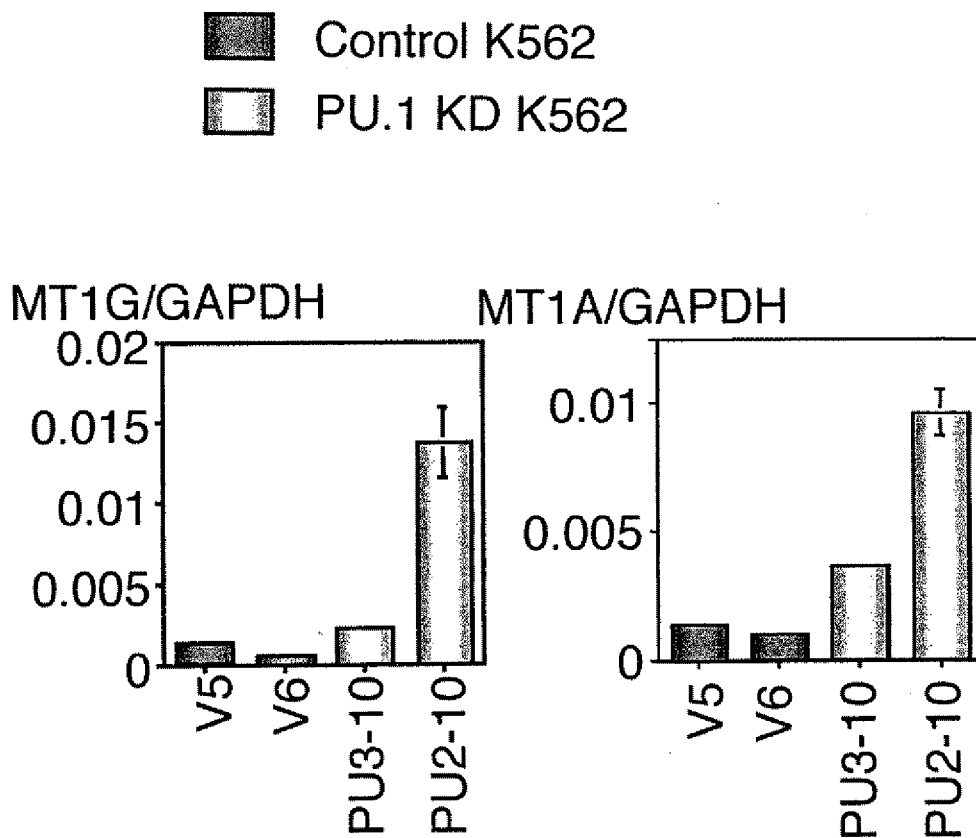 Control K562
PU.1 KD K562
MT1G/GAPDH
0.02
0.015
0.01
0.005
0
V5
V6
PU3-10
PU2-10
MT1A/GAPDH
0.01
0.005
0
V5
V6
PU3-10
PU2-10